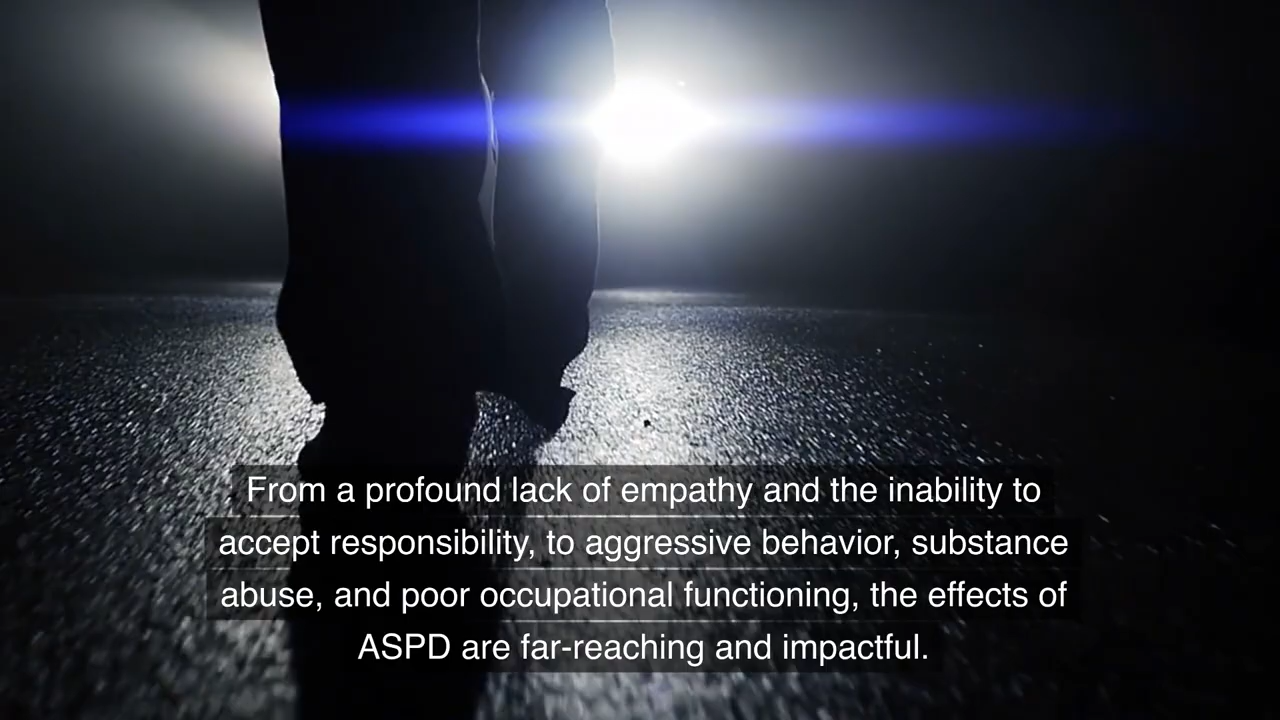 From a profound lack of empathy and the inability to
accept responsibility, to aggressive behavior, substance
abuse, and poor occupational functioning, the effects of
ASPD are far-reaching and impactful.